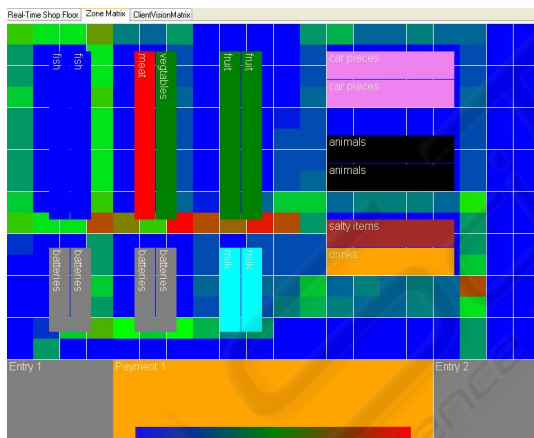 Real-Time Shop Floor
Zone Matrix
ClientVisionMatrix
fish
fish
meat
vegtables
fruit
fruit
car pieces
car pieces
animals
animals
salty items
drinks
batteries
batteries
batteries
batteries
milk
milk
Entry 1
Payment 1
Entry 2